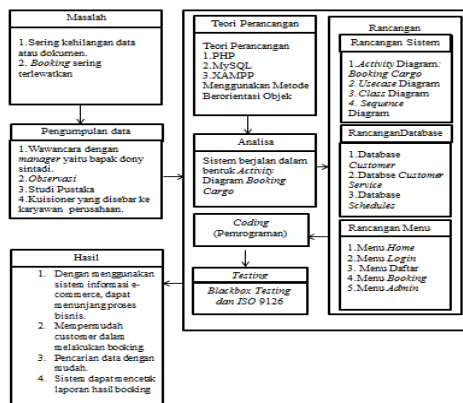 Masalah
1.Sering kehilangan data
atau dokumen.
2. Booking sering
terlewatkan
Pengumpulan data
1.Wawancara dengan
manager yaitu bapak dony
sintadi.
2.Observasi
3.Studi Pustaka
4.Kuisioner yang disebar ke
karyawan perusahaan.
Teori Perancangan
Teori Perancangan
1.PHP
2.MySQL
3.XAMPP
Menggunakan Metode
Berorientasi Objek
Analisa
Sistem berjalan dalam
bentuk Activity
Diagram Booking
Cargo
Rancangan
Rancangan Sistem
1.Activity Diagram:
Booking Cargo
2.Usecase Diagram
3.Class Diagram
4. Sequence
Diagram
RancanganDatabase
1.Database
Customer
2.Databse Customer
Service
3.Database
Schedules
Rancangan Menu
1.Menu Home
2.Menu Login
3. Menu Daftar
4.Menu Booking
5.Menu Admin
Coding
(Pemrograman)
Testing
Blackbox Testing
dan ISO 9126
Hasil
1. Dengan menggunakan
sistem informasi e-
commerce, dapat
menunjang proses
bisnis.
2. Mempermudah
customer dalam
melakukan booking.
3. Pencarian data dengan
mudah.
4. Sistem dapat mencetak
laporan hasil booking